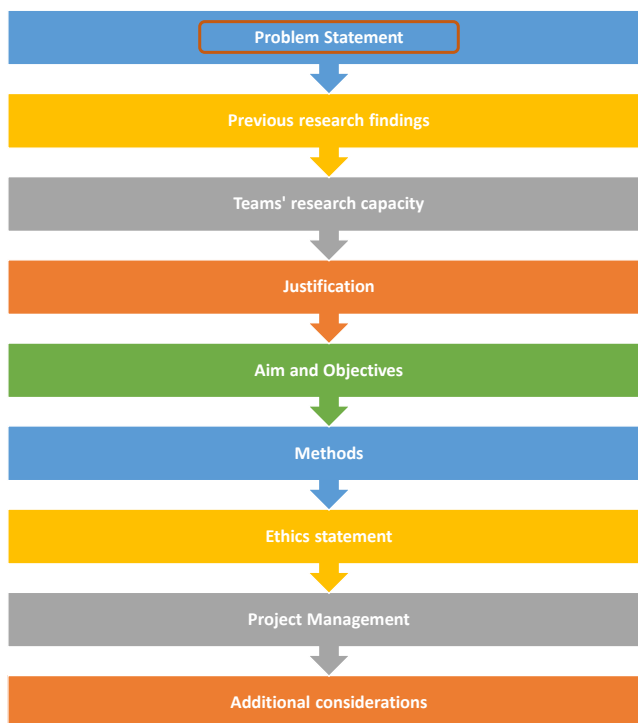 Problem Statement
Previous research findings
Teams' research capacity
Justification
Aim and Objectives
Methods
Ethics statement
Project Management
Additional considerations